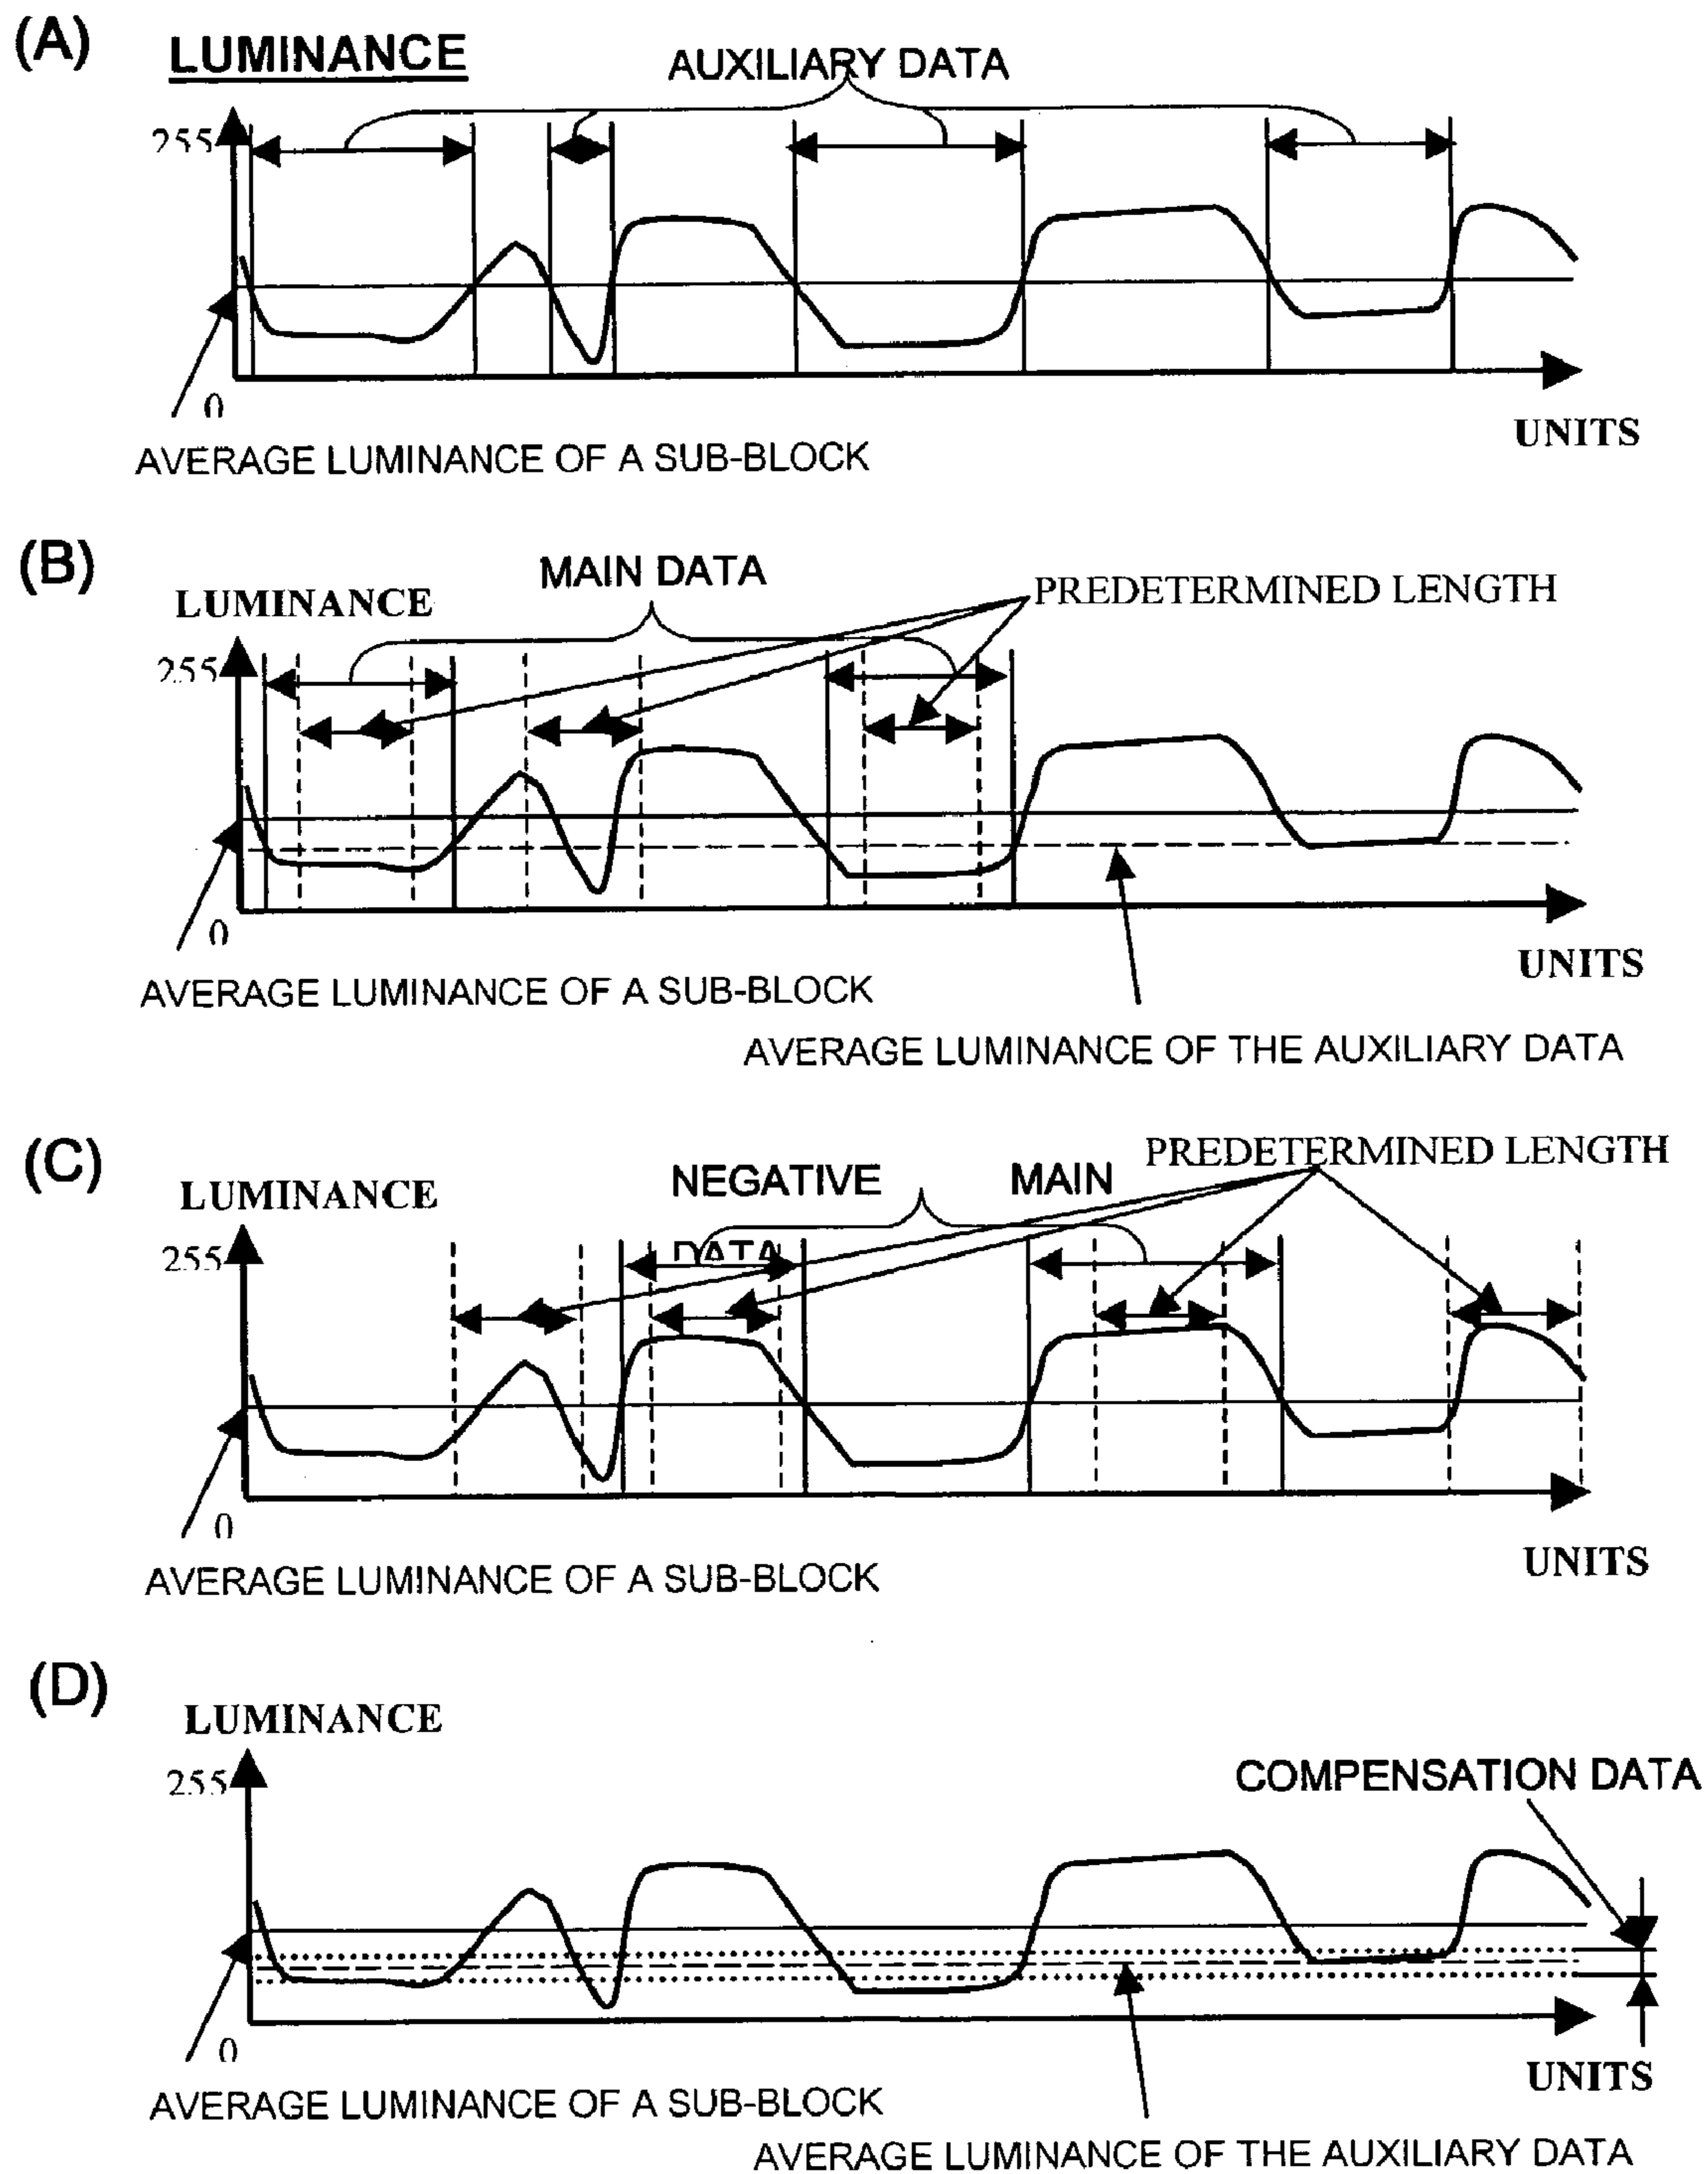 (A)
LUMINANCE
AUXILIARY DATA
255
0
AVERAGE LUMINANCE OF A SUB-BLOCK
UNITS
(B)
LUMINANCE
MAIN DATA
PREDETERMINED LENGTH
255
0
AVERAGE LUMINANCE OF A SUB-BLOCK
UNITS
AVERAGE LUMINANCE OF THE AUXILIARY DATA
(C)
LUMINANCE
NEGATIVE MAIN
DATA
PREDETERMINED LENGTH
255
0
AVERAGE LUMINANCE OF A SUB-BLOCK
UNITS
(D)
LUMINANCE
255
COMPENSATION DATA
0
UNITS
AVERAGE LUMINANCE OF A SUB-BLOCK
AVERAGE LUMINANCE OF THE AUXILIARY DATA